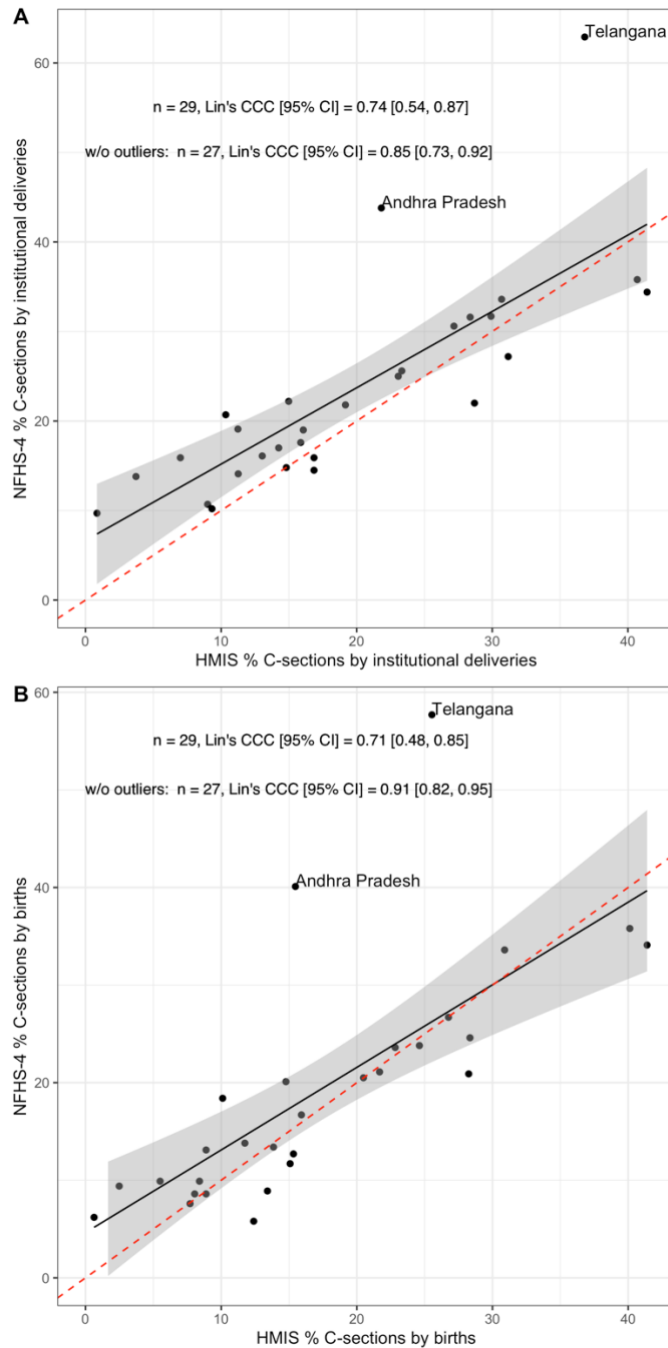 A
Telangana
60
n = 29, Lin's CCC [95% CI] = 0.74 [0.54, 0.87]
w/o outliers: n = 27, Lin's CCC [95% CI] = 0.85 [0.73, 0.92]
Andhra Pradesh
40
NFHS-4 % C-sections by institutional deliveries
20
0
0 10 20 30 40
HMIS % C-sections by institutional deliveries
B
60
Telangana
n = 29, Lin's CCC [95% CI] = 0.71 [0.48, 0.85]
w/o outliers: n = 27, Lin's CCC [95% CI] = 0.91 [0.82, 0.95]
Andhra Pradesh
40
NFHS-4 % C-sections by births
20
0
0 10 20 30 40
HMIS % C-sections by births